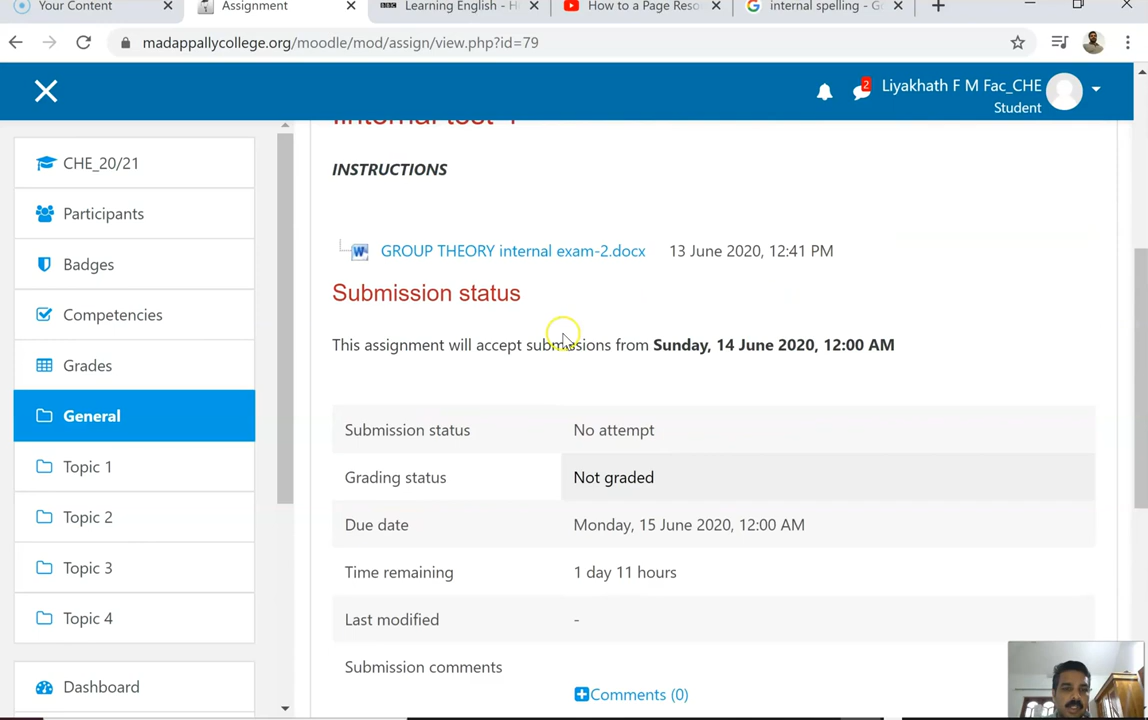 Your Content
Assignment
BBC Learning English - H
How to a Page Reso
internal spelling - G
madappallycollege.org/moodle/mod/assign/view.php?id=79
2
Liyakhath F M Fac_CHE
Student
INSTRUCTIONS
GROUP THEORY internal exam-2.docx 13 June 2020, 12:41 PM
Submission status
This assignment will accept submissions from Sunday, 14 June 2020, 12:00 AM
Submission status No attempt
Grading status Not graded
Due date Monday, 15 June 2020, 12:00 AM
Time remaining 1 day 11 hours
Last modified -
Submission comments
Comments (0)
CHE_20/21
Participants
Badges
Competencies
Grades
General
Topic 1
Topic 2
Topic 3
Topic 4
Dashboard